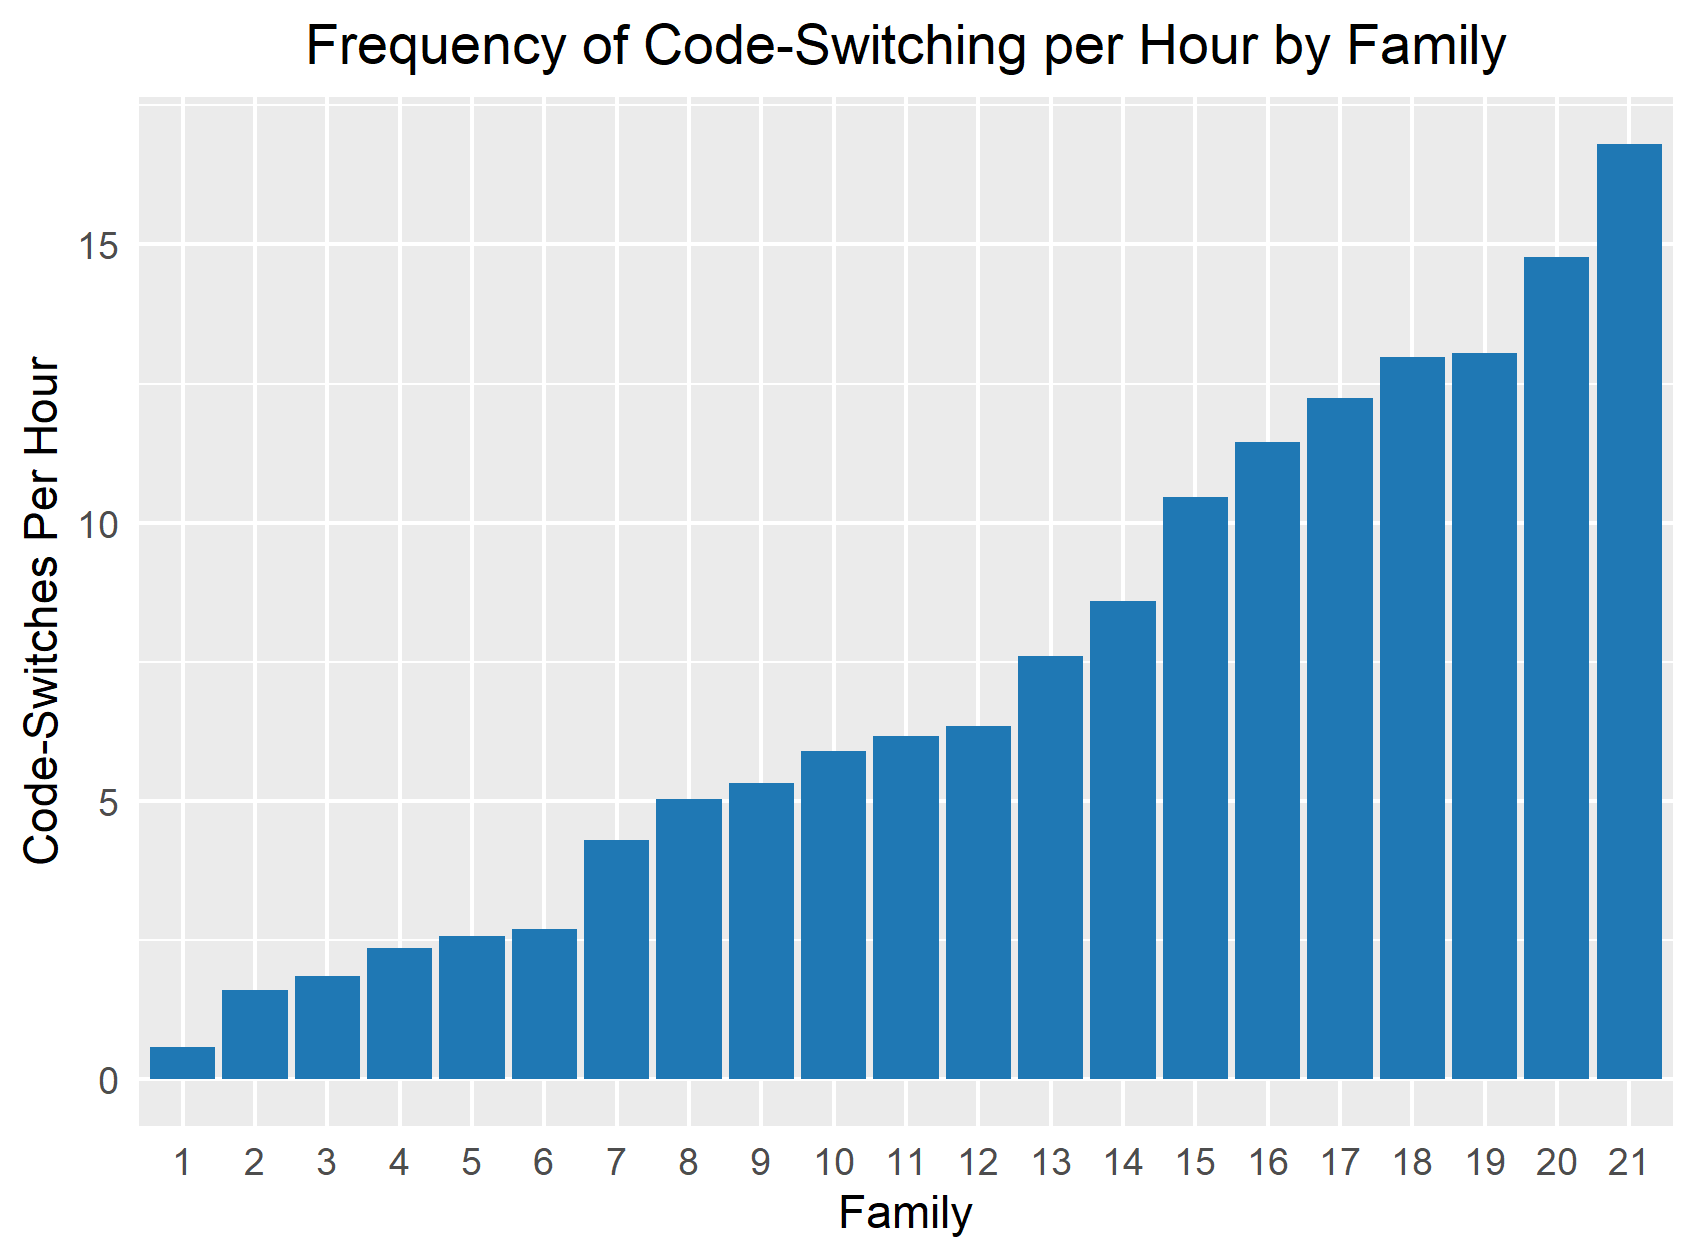 Frequency of Code-Switching per Hour by Family
Code-Switches Per Hour
15
10
5
0
1 2 3 4 5 6 7 8 9 10 11 12 13 14 15 16 17 18 19 20 21
Family